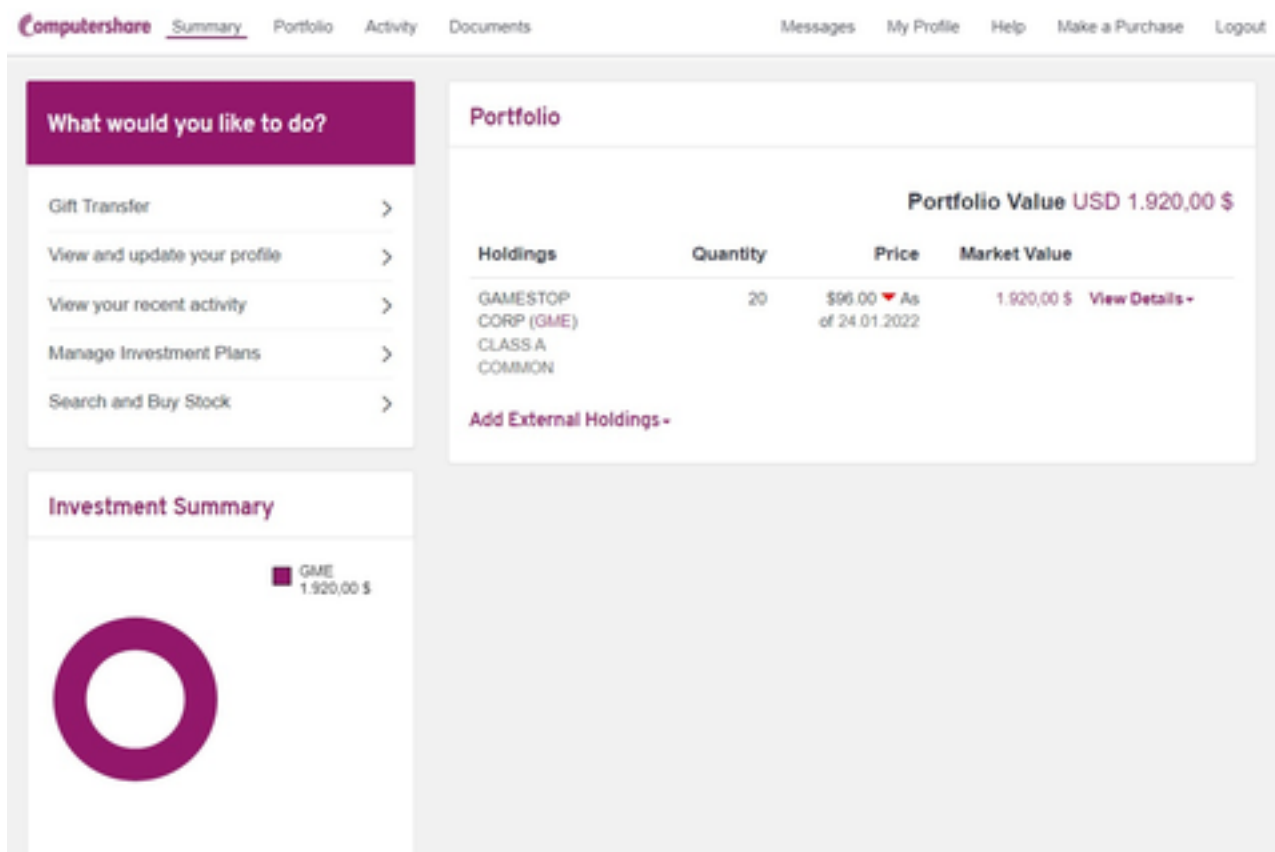 Computershare Summary Portfolio Activity Documents Messages My Profile Help Make a Purchase Logout
What would you like to do?
Gift Transfer
View and update your profile
View your recent activity
Manage Investment Plans
Search and Buy Stock
Portfolio
Portfolio Value USD 1.920,00 $
Holdings Quantity Price Market Value
GAMESTOP 20 $96.00 As 1.920,00 $ View Details
CORP (GME) of 24.01.2022
CLASS A
COMMON
Add External Holdings
Investment Summary
GME
1.920,00 $